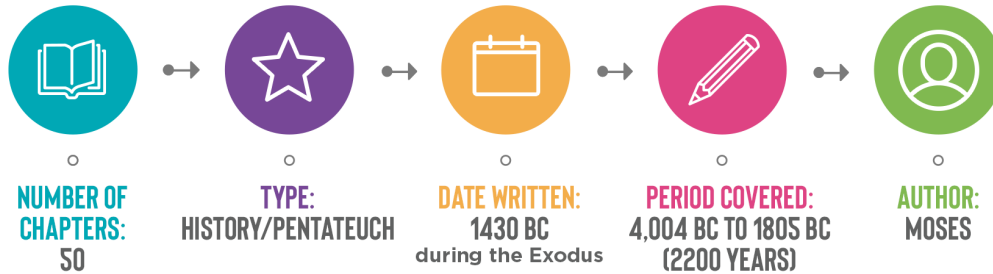 NUMBER OF
CHAPTERS:
50
TYPE:
HISTORY/PENTATEUCH
DATE WRITTEN:
1430 BC
during the Exodus
PERIOD COVERED:
4,004 BC TO 1805 BC
(2200 YEARS)
AUTHOR:
MOSES